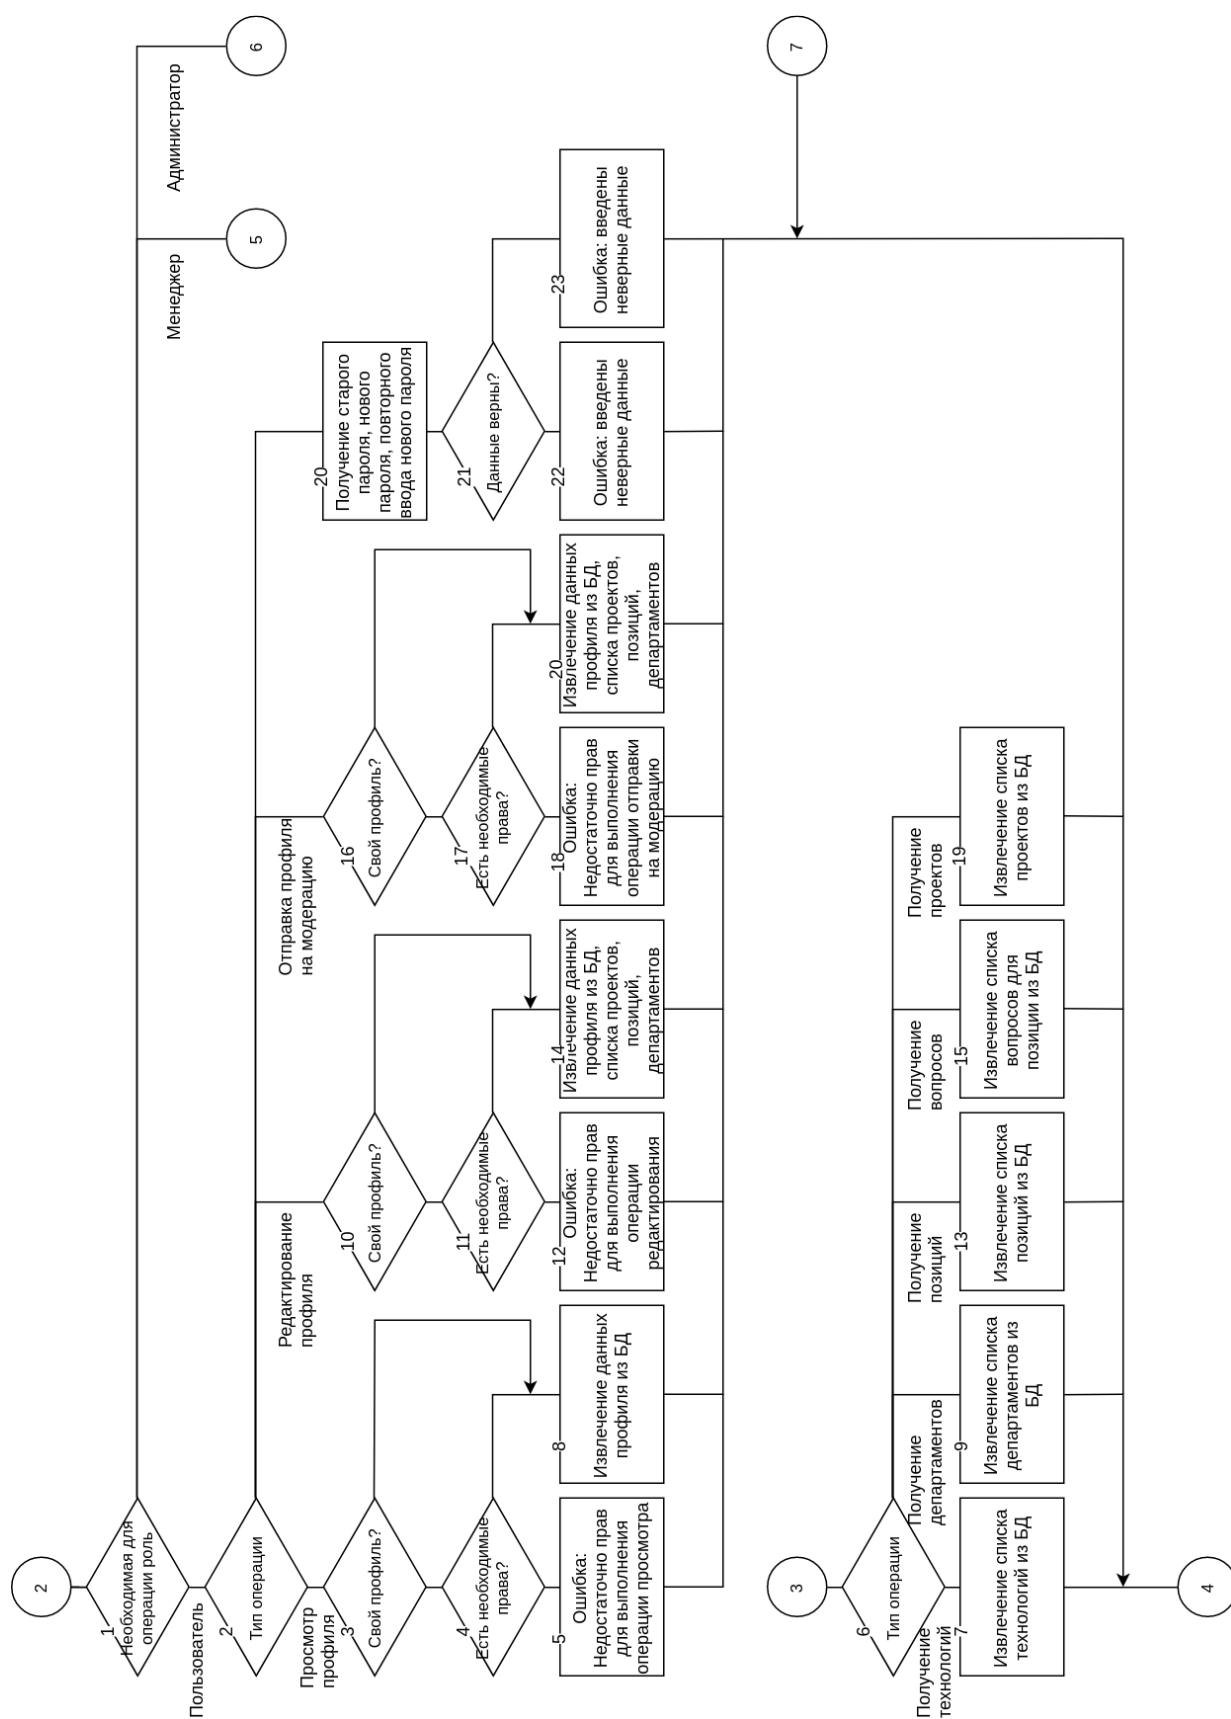 2
1
Необходимая для
операции роль
Пользователь
Менеджер
5
Администратор
6
2
Тип операции
Просмотр
профиля
3
Свой профиль?
4
Есть необходимые
права?
5
Ошибка:
Недостаточно прав
для выполнения
операции просмотра
8
Извлечение данных
профиля из БД
Редактирование
профиля
10
Свой профиль?
11
Есть необходимые
права?
12
Ошибка:
Недостаточно прав
для выполнения
операции
редактирования
14
Извлечение данных
профиля из БД,
списка проектов,
позиций,
департаментов
Отправка профиля
на модерацию
16
Свой профиль?
17
Есть необходимые
права?
18
Ошибка:
Недостаточно прав
для выполнения
операции отправки
на модерацию
20
Извлечение данных
профиля из БД,
списка проектов,
позиций,
департаментов
20
Получение старого
пароля, нового
пароля, повторного
ввода нового пароля
21
Данные верны?
22
Ошибка: введены
неверные данные
23
Ошибка: введены
неверные данные
7
3
6
Тип операции
Получение
технологий
7
Извлечение списка
технологий из БД
Получение
департаментов
9
Извлечение списка
департаментов из
БД
Получение
позиций
13
Извлечение списка
позиций из БД
Получение
вопросов
15
Извлечение списка
вопросов для
позиции из БД
Получение
проектов
19
Извлечение списка
проектов из БД
4